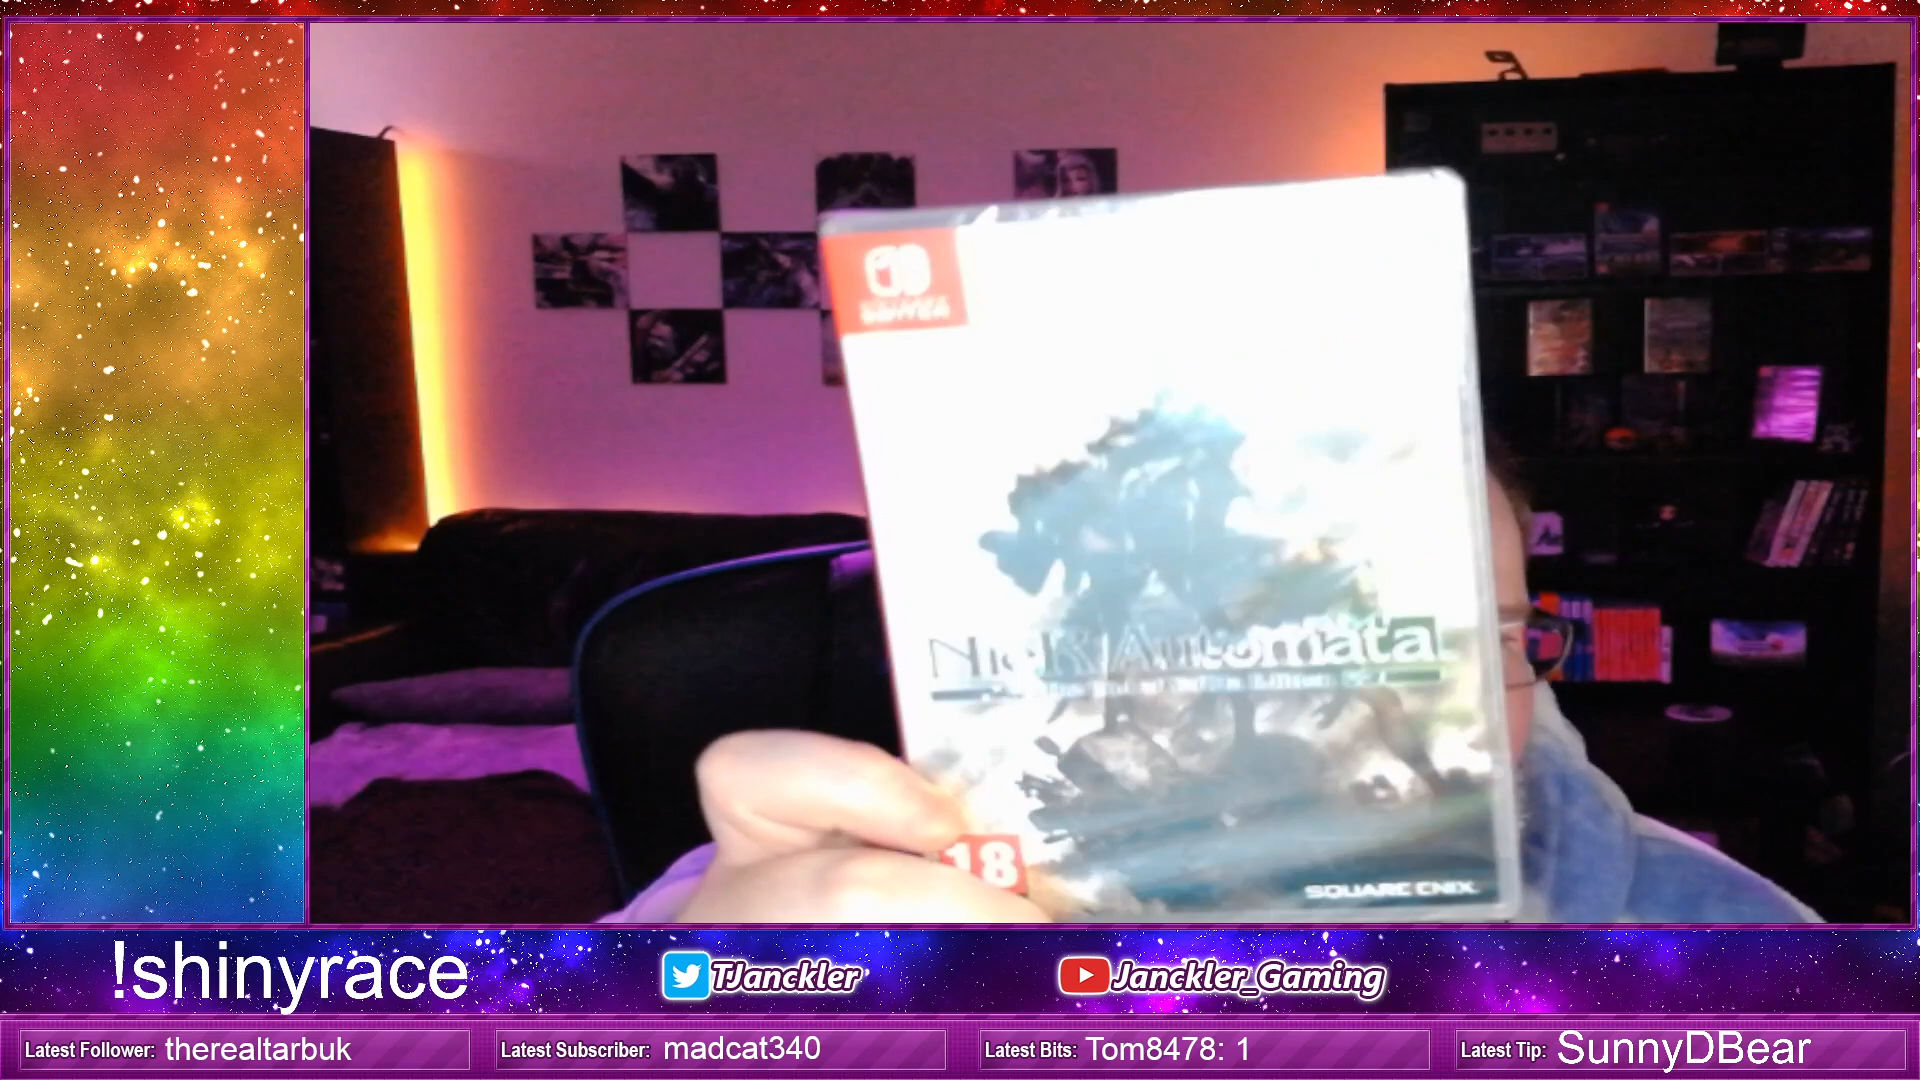 NieR:Automata
18
SQUARE ENIX
!shinyrace
TJanckler
Janckler_Gaming
Latest Follower: therealtarbuk
Latest Subscriber: madcat340
Latest Bits: Tom8478: 1
Latest Tip: SunnyDBear